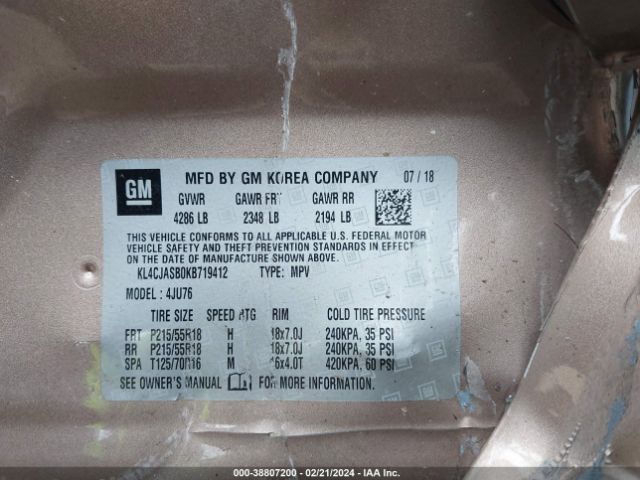 GM
MFD BY GM KOREA COMPANY 07 / 18
GVWR GAWR FRT GAWR RR
4286 LB 2348 LB 2194 LB
THIS VEHICLE CONFORMS TO ALL APPLICABLE U.S. FEDERAL MOTOR
VEHICLE SAFETY AND THEFT PREVENTION STANDARDS IN EFFECT
ON THE DATE OF MANUFACTURE SHOWN ABOVE.
KL4CJASB0KB719412 TYPE: MPV
MODEL : 4JU76
TIRE SIZE SPEED RTG RIM COLD TIRE PRESSURE
FRT P215/55R18 H 18x7.0J 240KPA, 35 PSI
RR P215/55R18 H 18x7.0J 240KPA, 35 PSI
SPA T125/70R16 M 16x4.0T 420KPA, 60 PSI
SEE OWNER'S MANUAL FOR MORE INFORMATION.
000-38807200 - 02/21/2024 - IAA Inc.